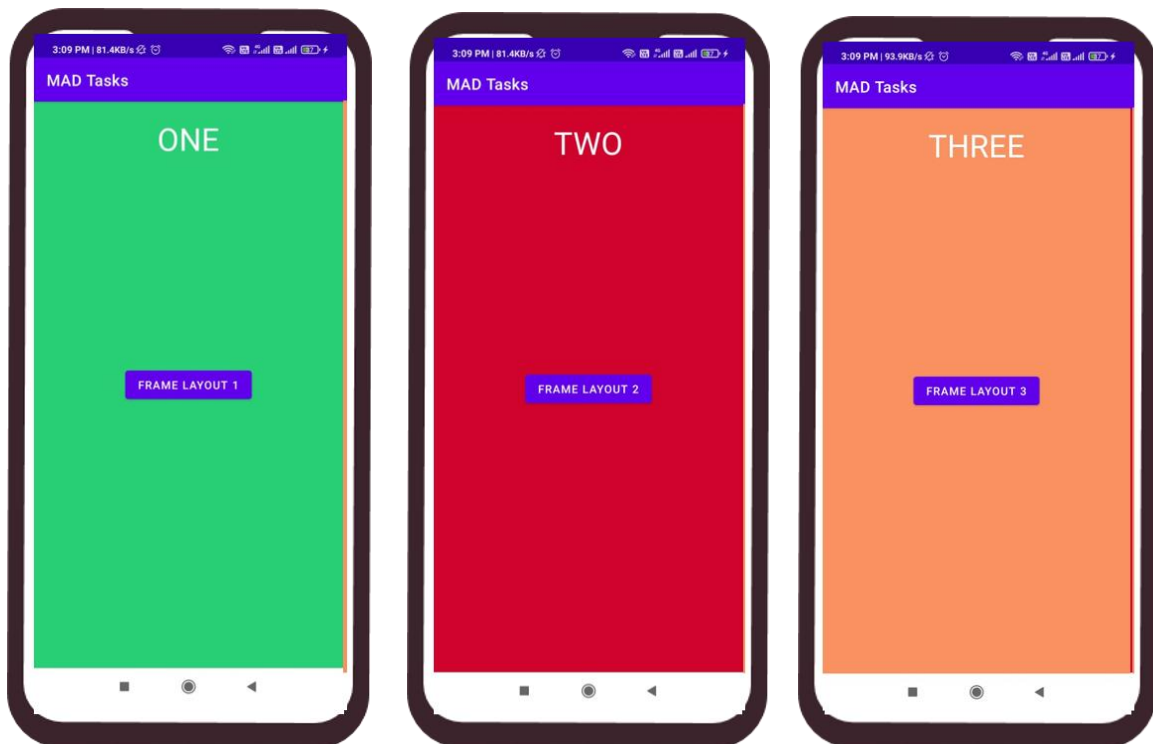 3:09 PM | 81.4KB/s
MAD Tasks
ONE
FRAME LAYOUT 1
3:09 PM | 81.4KB/s
MAD Tasks
TWO
FRAME LAYOUT 2
3:09 PM | 93.9KB/s
MAD Tasks
THREE
FRAME LAYOUT 3